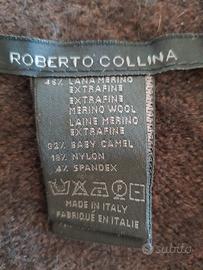 ROBERTO COLLINA
46% LANA MERINO
EXTRAFINE
EXTRAFINE
MERINO WOOL
LAINE MERINO
EXTRAFINE
32% BABY CAMEL
18% NYLON
4% SPANDEX
MADE IN ITALY
FABRIQUÉ EN ITALIE
subito